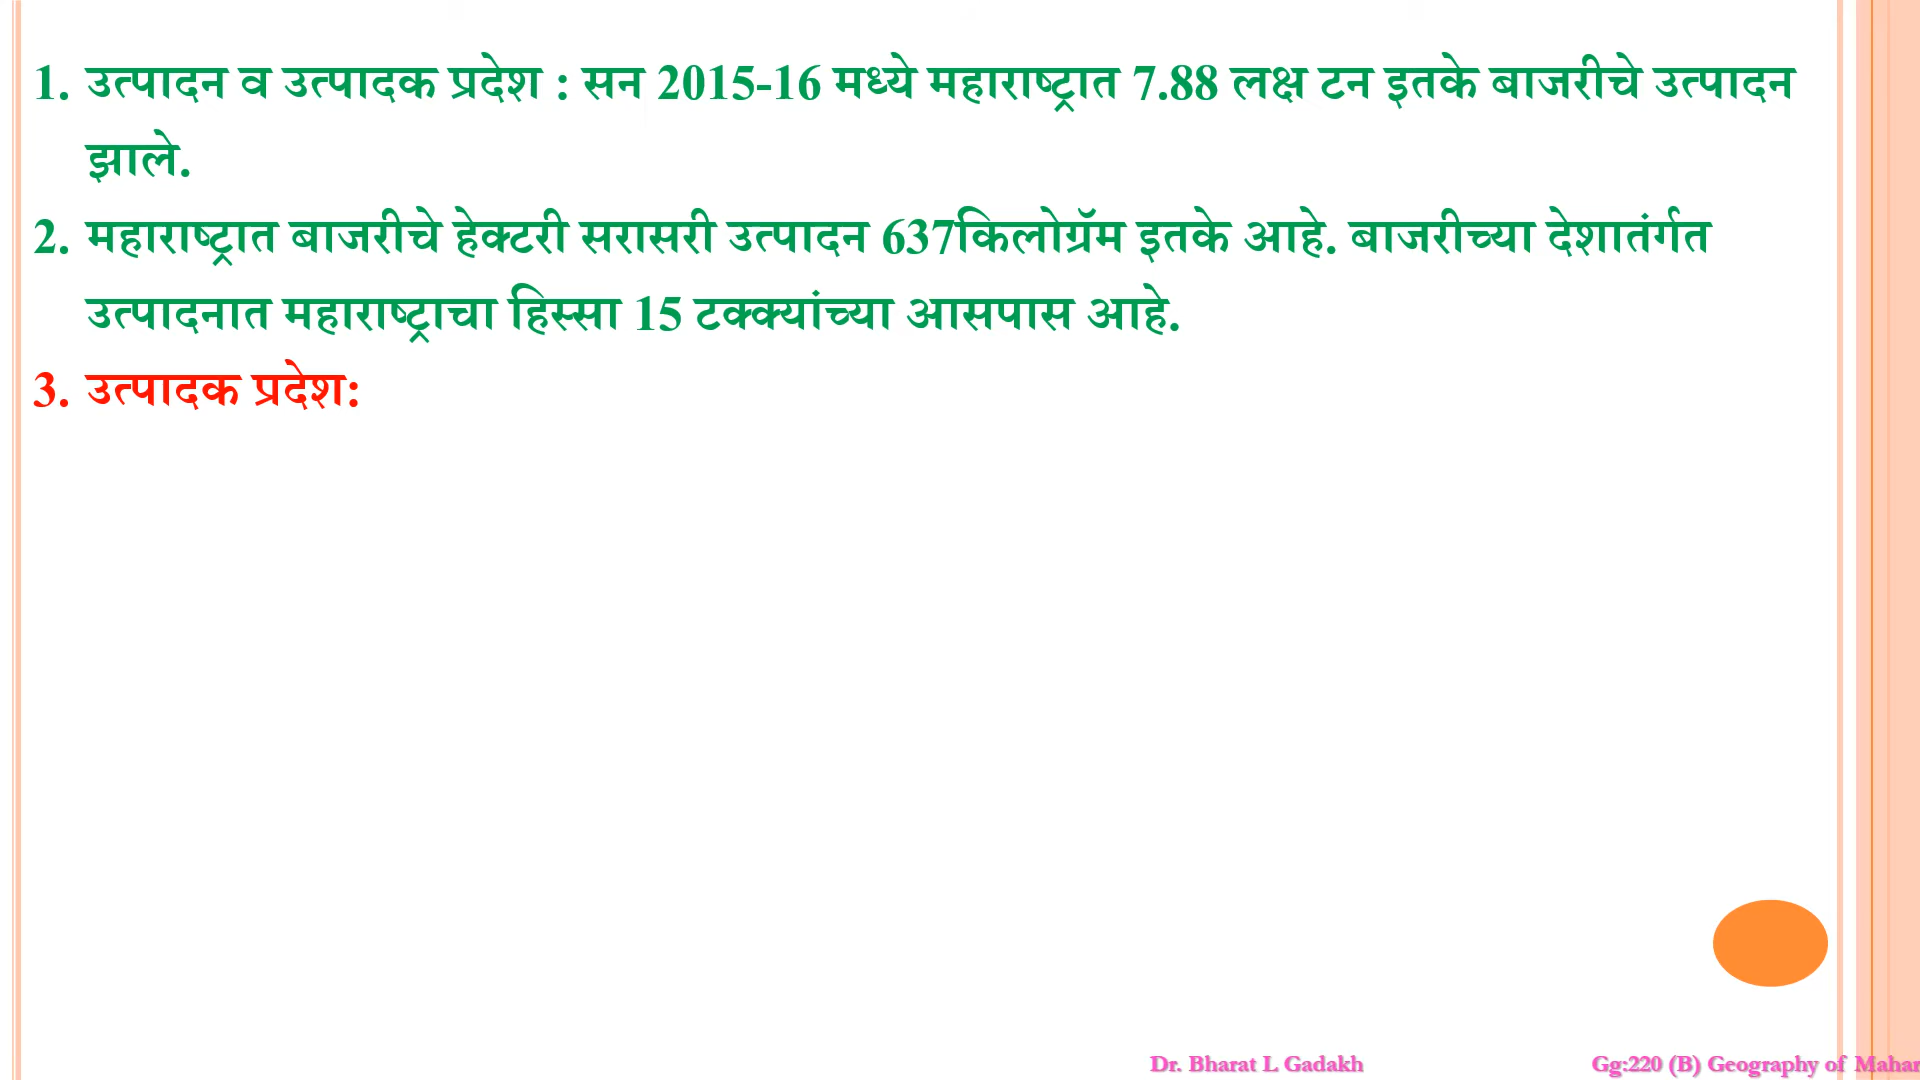 1. उत्पादन व उत्पादक प्रदेश : सन 2015-16 मध्ये महाराष्ट्रात 7.88 लक्ष टन इतके बाजरीचे उत्पादन
झाले.
2. महाराष्ट्रात बाजरीचे हेक्टरी सरासरी उत्पादन 637किलोग्रॅम इतके आहे. बाजरीच्या देशातंर्गत
उत्पादनात महाराष्ट्राचा हिस्सा 15 टक्क्यांच्या आसपास आहे.
3. उत्पादक प्रदेश:
Dr. Bharat L Gadakh Gg:220 (B) Geography of Mahar